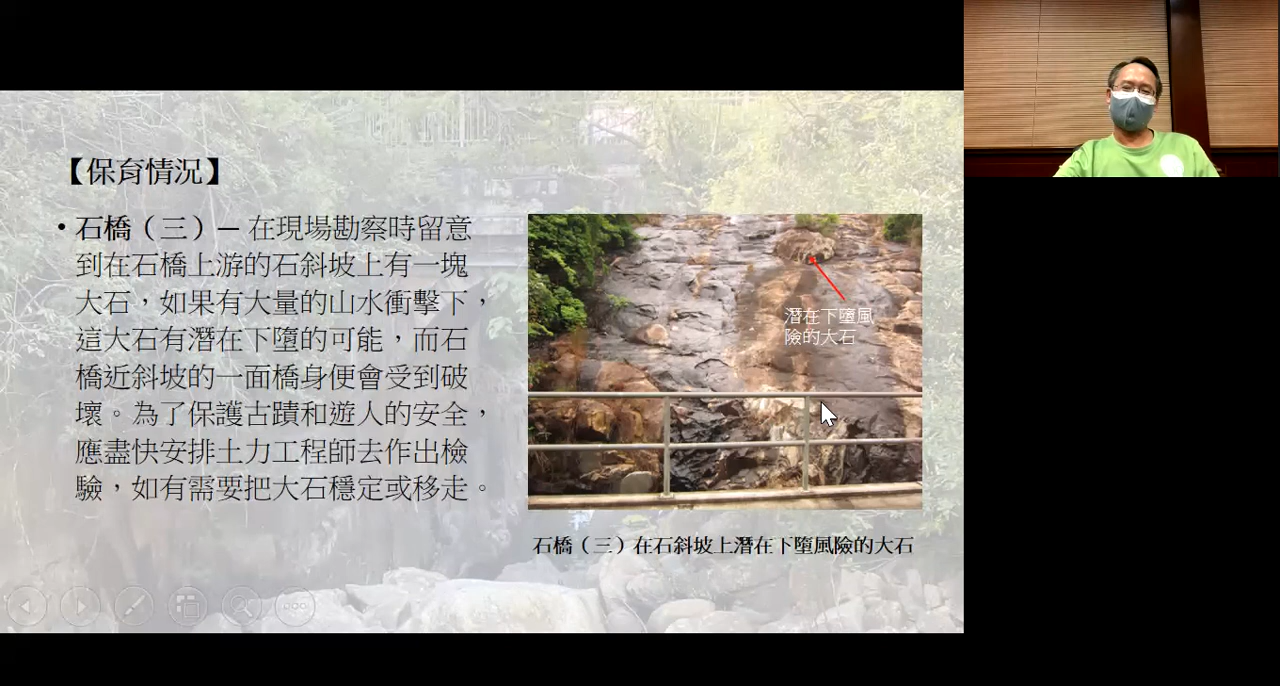 【保育情況】
• 石橋（三）— 在現場勘察時留意
到在石橋上游的石斜坡上有一塊
大石，如果有大量的山水衝擊下，
這大石有潛在下墮的可能，而石
橋近斜坡的一面橋身便會受到破
壞。為了保護古蹟和遊人的安全，
應盡快安排土力工程師去作出檢
驗，如有需要把大石穩定或移走。
潛在下墮風
險的大石
石橋（三）在石斜坡上潛在下墮風險的大石